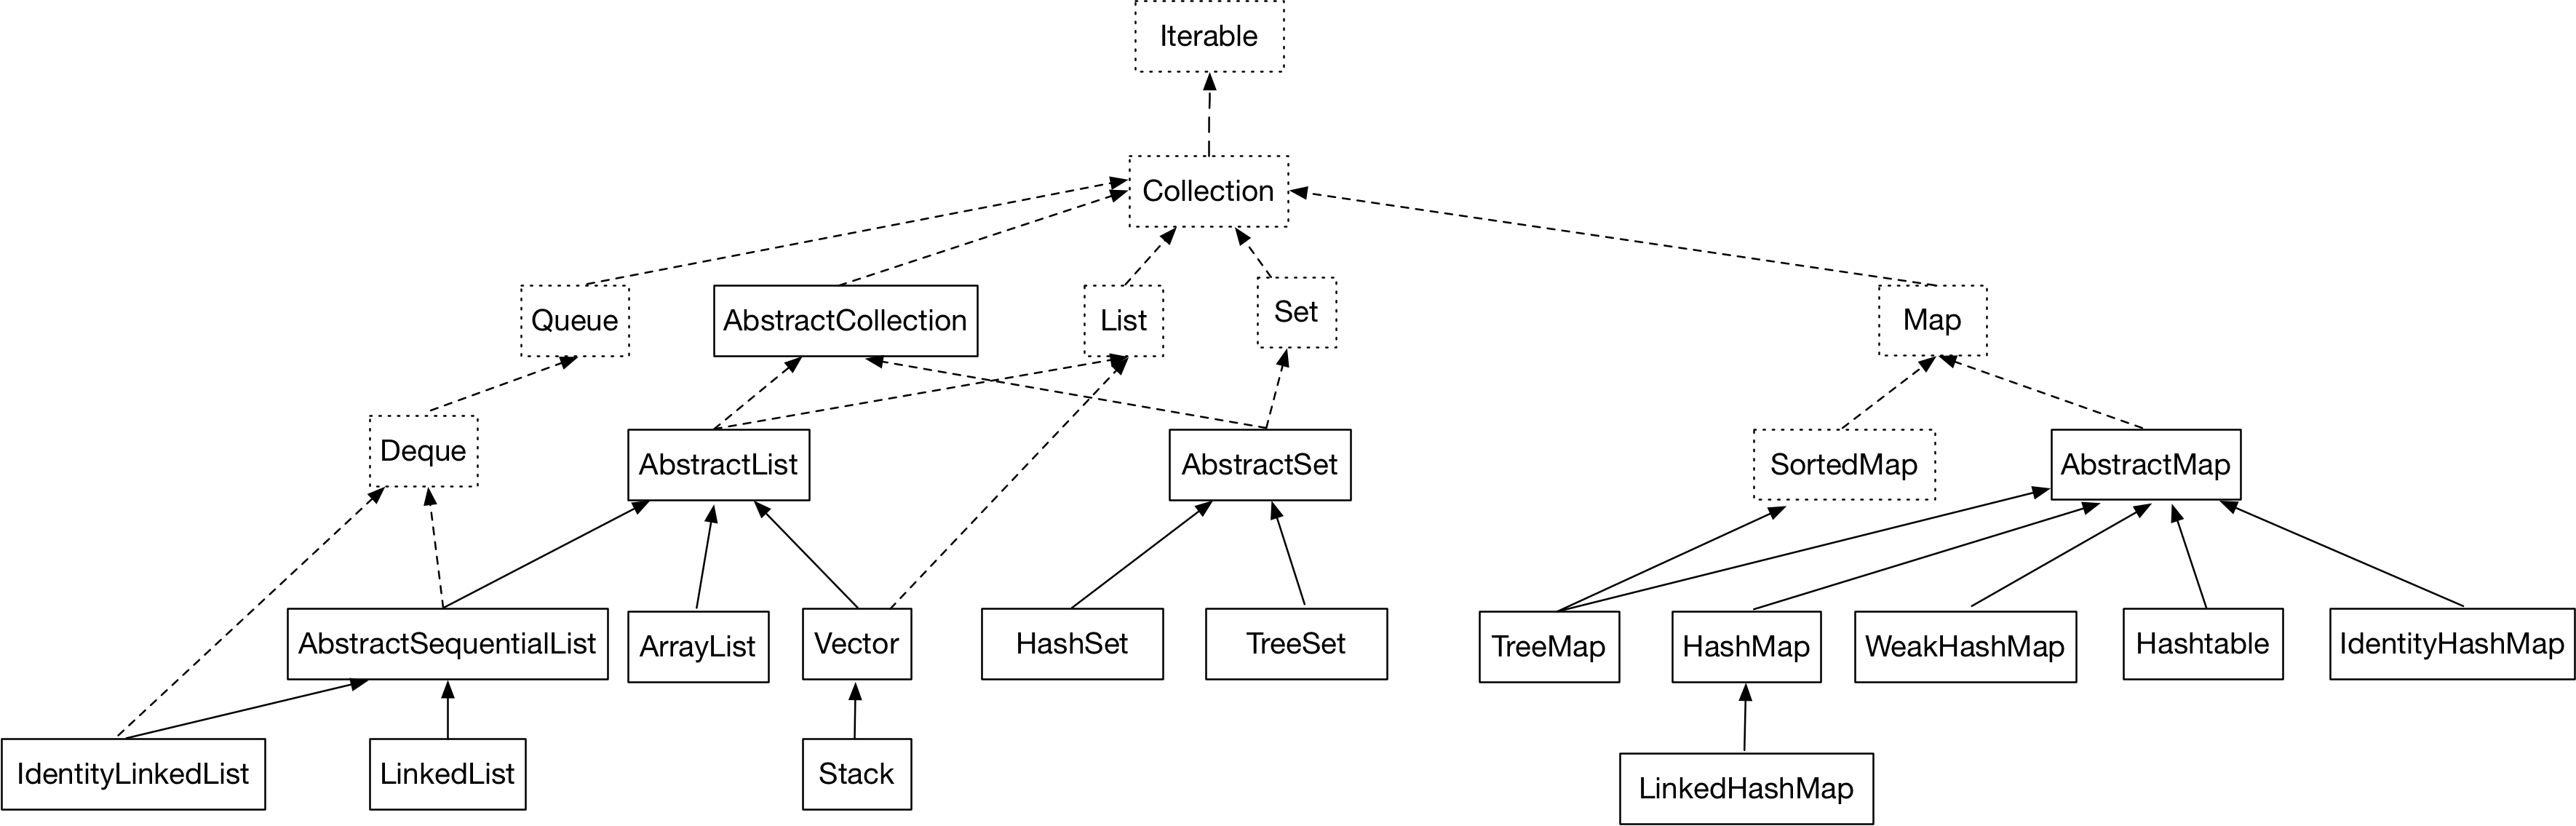 Iterable
Collection
Queue
AbstractCollection
List
Set
Map
Deque
AbstractList
AbstractSet
SortedMap
AbstractMap
AbstractSequentialList
ArrayList
Vector
HashSet
TreeSet
TreeMap
HashMap
WeakHashMap
Hashtable
IdentityHashMap
IdentityLinkedList
LinkedList
Stack
LinkedHashMap